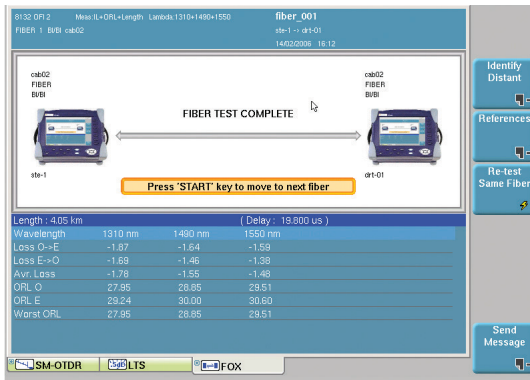 8132 OFI 2 Meas:IL+ORL+Length Lambda:1310+1490+1550 fiber_001
FIBER 1 BI/BI cab02 ste-1 -> drt-01
14/02/2006 16:12
Identify
Distant
References
Re-test
Same Fiber
Send
Message
cab02
FIBER
BI/BI
ste-1
FIBER TEST COMPLETE
cab02
FIBER
BI/BI
drt-01
Press 'START' key to move to next fiber
Length : 4.05 km ( Delay : 19.800 us )
Wavelength 1310 nm 1490 nm 1550 nm
Loss O->E -1.87 -1.64 -1.59
Loss E->O -1.69 -1.46 -1.38
Avr. Loss -1.78 -1.55 -1.48
ORL O 27.95 28.85 29.51
ORL E 29.24 30.00 30.60
Worst ORL 27.95 28.85 29.51
SM-OTDR LTS FOX